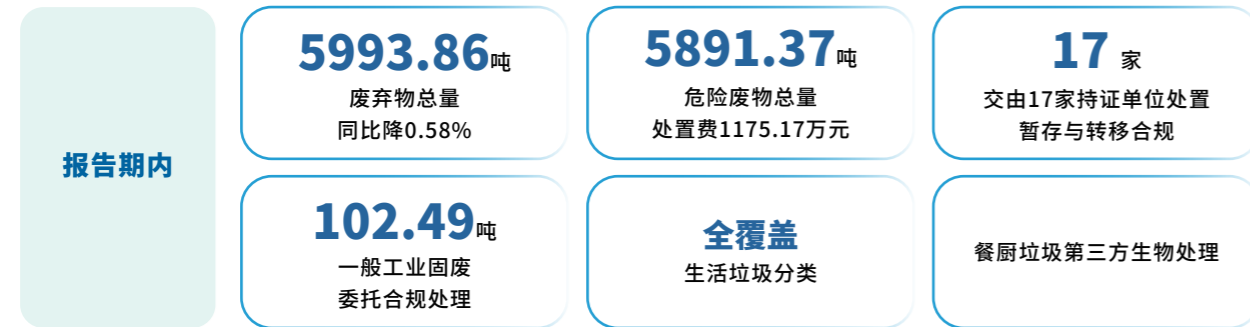 报告期内
5993.86吨
废弃物总量
同比降0.58%
5891.37吨
危险废物总量
处置费1175.17万元
17 家
交由17家持证单位处置
暂存与转移合规
102.49吨
一般工业固废
委托合规处理
全覆盖
生活垃圾分类
餐厨垃圾第三方生物处理